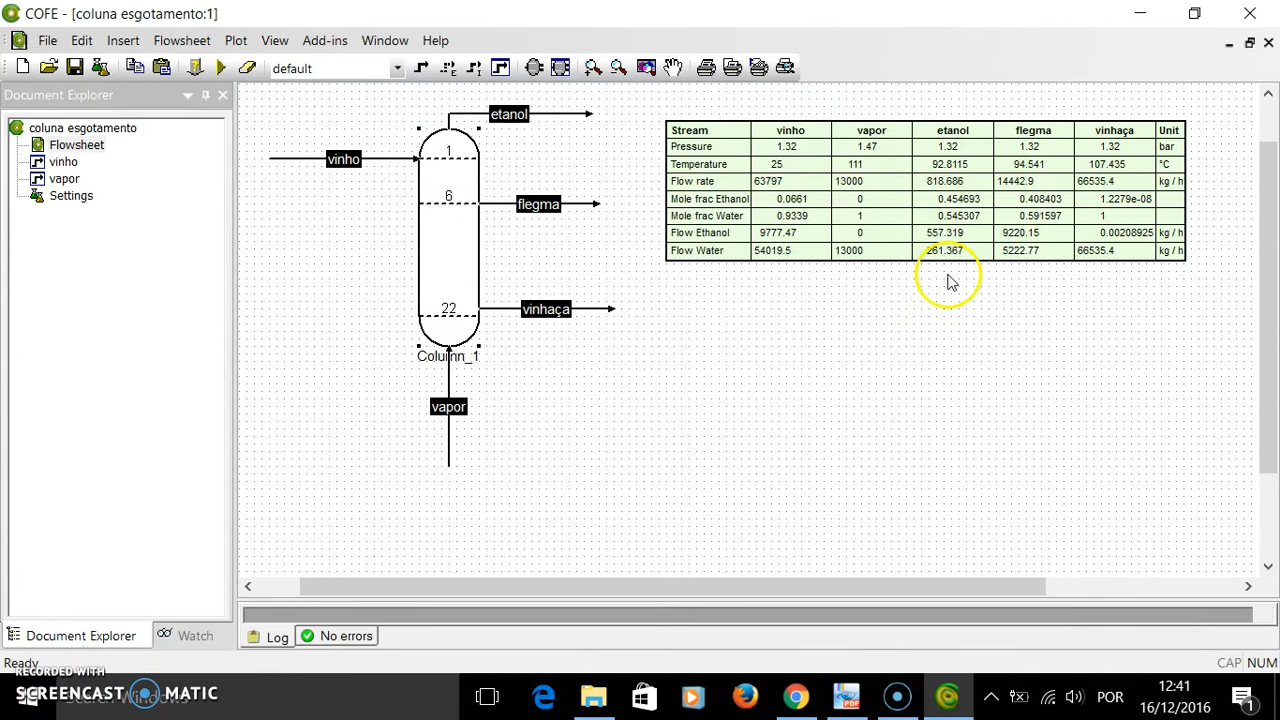 COFE - [coluna esgotamento:1]
File Edit Insert Flowsheet Plot View Add-ins Window Help
default
Document Explorer
coluna esgotamento
Flowsheet
vinho
vapor
Settings
etanol
1
vinho
6
flegma
22
vinhaça
Column_1
vapor
Stream vinho vapor etanol flegma vinhaça Unit
Pressure 1.32 1.47 1.32 1.32 1.32 bar
Temperature 25 111 92.8115 94.541 107.435 °C
Flow rate 63797 13000 818.686 14442.9 66535.4 kg / h
Mole frac Ethanol 0.0661 0 0.454693 0.408403 1.2279e-08
Mole frac Water 0.9339 1 0.545307 0.591597 1
Flow Ethanol 9777.47 0 557.319 9220.15 0.00208925 kg / h
Flow Water 54019.5 13000 261.367 5222.77 66535.4 kg / h
Document Explorer Watch
Log No errors
Ready
CAP NUM
RECORDED WITH
SCREENCAST MATIC
Windows
POR
12:41
16/12/2016
1